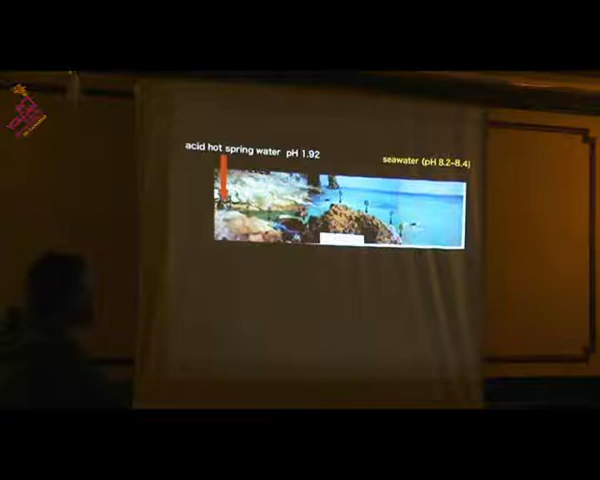 acid hot spring water pH 1.92
seawater (pH 8.2-8.4)